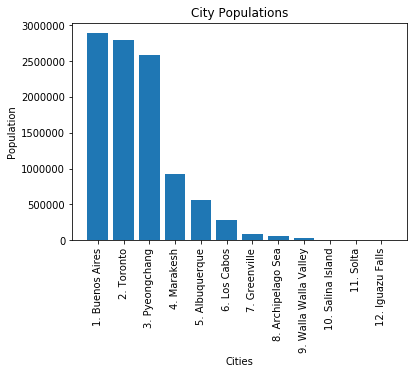 City Populations
3000000
2500000
2000000
1500000
1000000
500000
0
Population
1. Buenos Aires
2. Toronto
3. Pyeongchang
4. Marakesh
5. Albuquerque
6. Los Cabos
7. Greenville
8. Archipelago Sea
9. Walla Walla Valley
10. Salina Island
11. Solta
12. Iguazu Falls
Cities